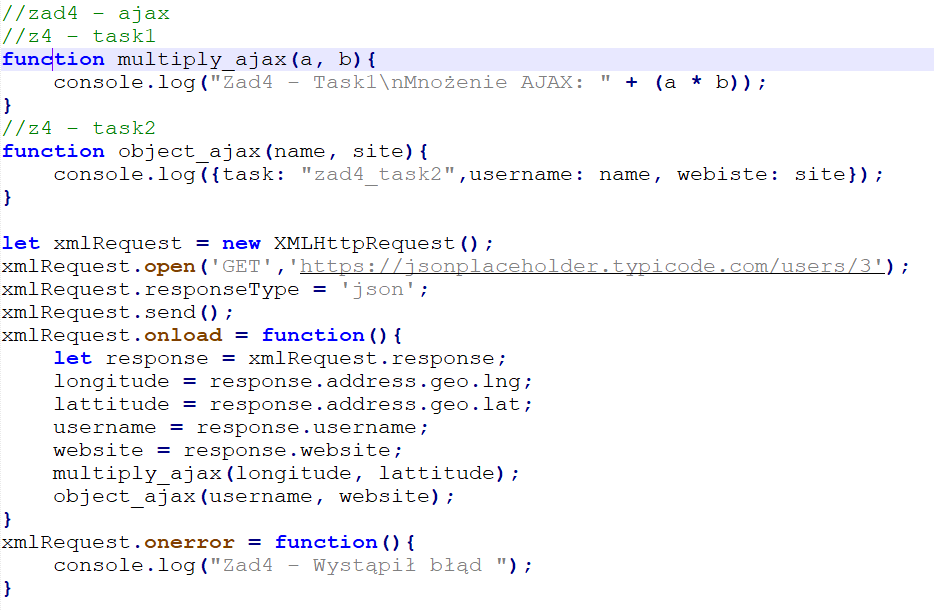 //zad4 - ajax
//z4 - task1
function multiply_ajax(a, b){
    console.log("Zad4 - Task1\nMnożenie AJAX: " + (a * b));
}
//z4 - task2
function object_ajax(name, site){
    console.log({task: "zad4_task2",username: name, webiste: site});
}

let xmlRequest = new XMLHttpRequest();
xmlRequest.open('GET','https://jsonplaceholder.typicode.com/users/3');
xmlRequest.responseType = 'json';
xmlRequest.send();
xmlRequest.onload = function(){
    let response = xmlRequest.response;
    longitude = response.address.geo.lng;
    lattitude = response.address.geo.lat;
    username = response.username;
    website = response.website;
    multiply_ajax(longitude, lattitude);
    object_ajax(username, website);
}
xmlRequest.onerror = function(){
    console.log("Zad4 - Wystąpił błąd ");
}